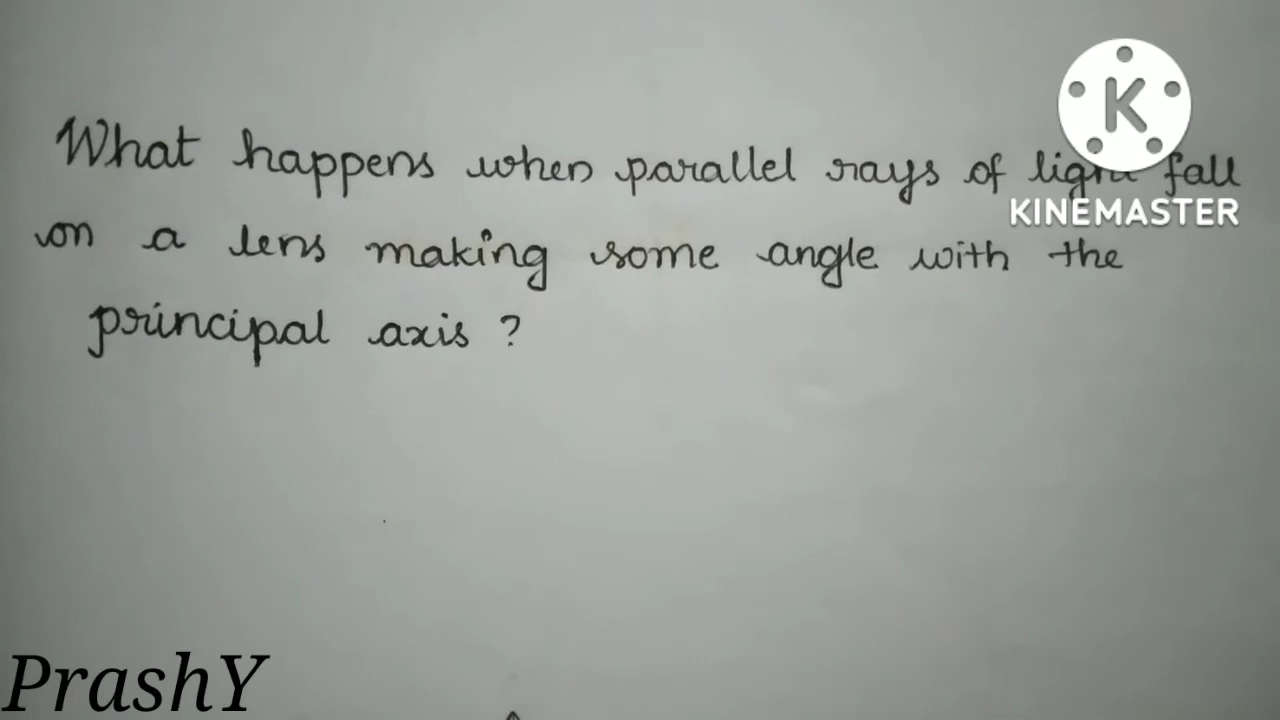 What happens when parallel rays of light fall
KINEMASTER
on a lens making some angle with the
principal axis ?
PrashY